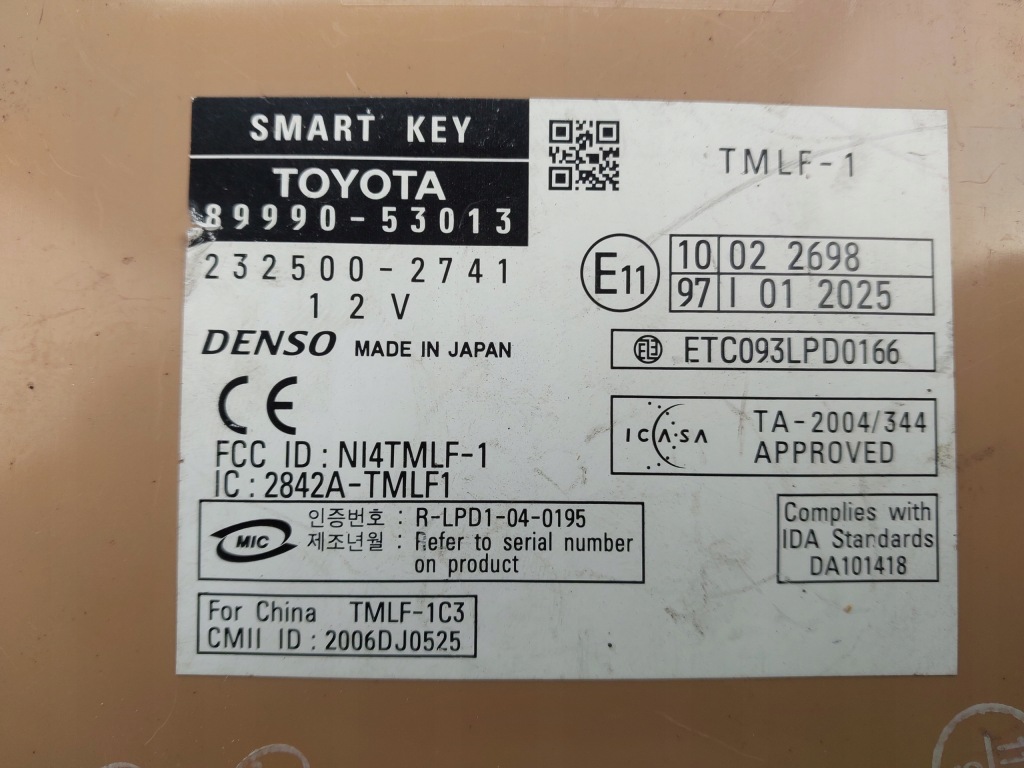 SMART KEY
TOYOTA
89990-53013
232500-2741
12V
DENSO MADE IN JAPAN
CE
FCC ID : NI4TMLF-1
IC : 2842A-TMLF1
MIC
인증번호 : R-LPD1-04-0195
제조년월 : Refer to serial number
on product
For China TMLF-1C3
CMII ID : 2006DJ0525
TMLF-1
E11
10 02 2698
97 I 01 2025
ETC093LPD0166
ICASA
TA-2004/344
APPROVED
Complies with
IDA Standards
DA101418